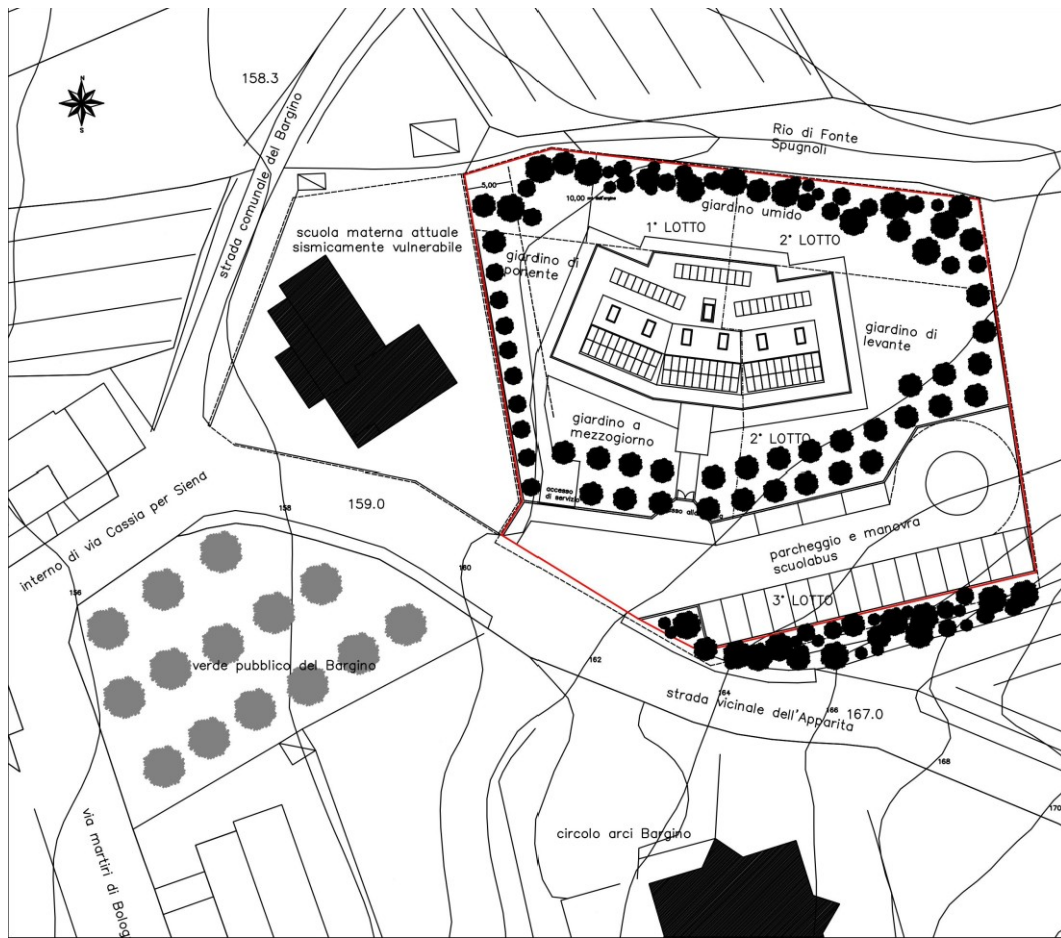 158.3
N
S
strada comunale del Bargino
Rio di Fonte
Spugnoli
5,00
10,00
giardino umido
1° LOTTO
2° LOTTO
scuola materna attuale
sismicamente vulnerabile
giardino di
ponente
giardino di
levante
giardino a
mezzogiorno
2° LOTTO
accesso
di servizio
159.0
158
interno di via Cassia per Siena
parcheggio e manovra
scuolabus
160
156
3° LOTTO
verde pubblico del Bargino
162
164
166
strada vicinale dell'Apparita
167.0
168
170
via martiri di Bolog
circolo arci Bargino